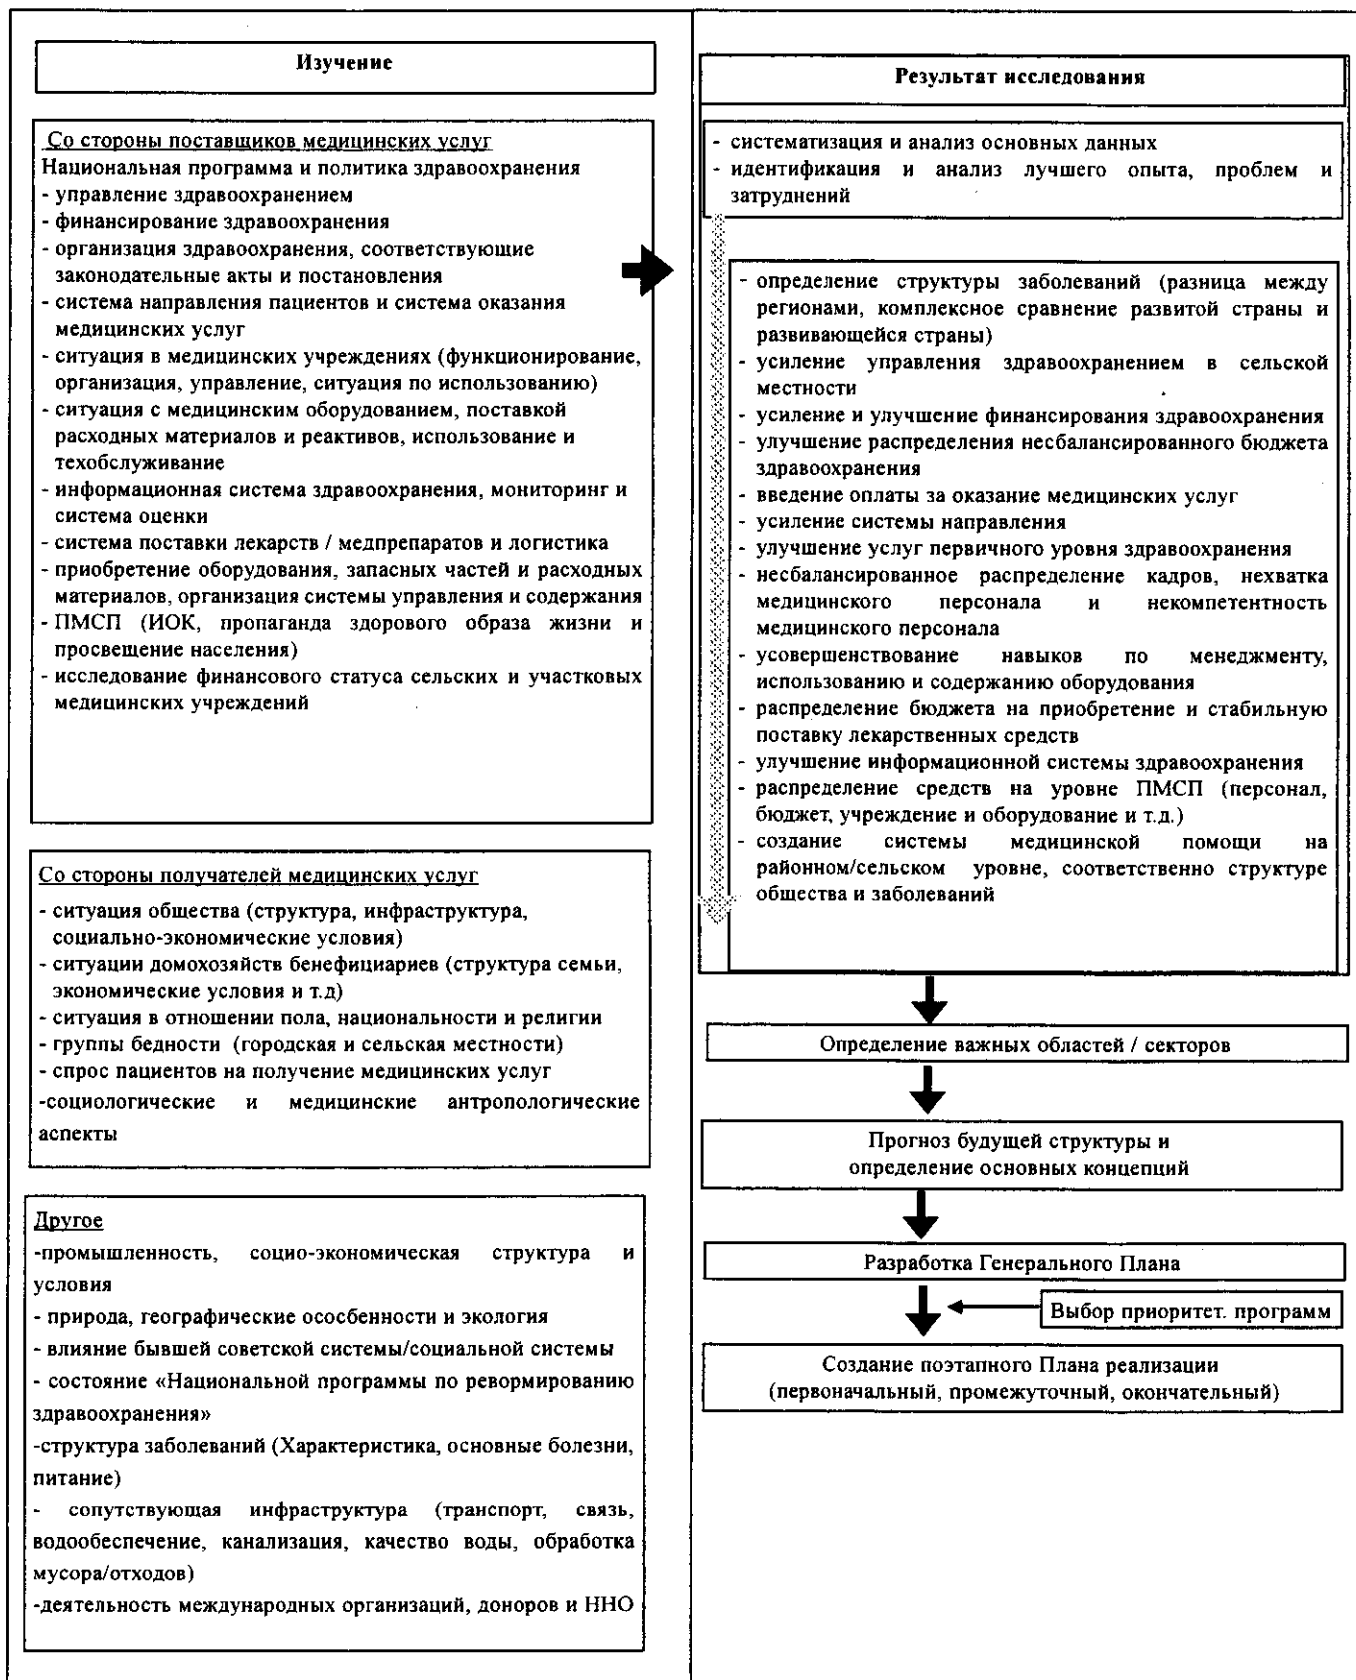 Изучение
Со стороны поставщиков медицинских услуг
Национальная программа и политика здравоохранения
- управление здравоохранением
- финансирование здравоохранения
- организация здравоохранения, соответствующие
законодательные акты и постановления
- система направления пациентов и система оказания
медицинских услуг
- ситуация в медицинских учреждениях (функционирование,
организация, управление, ситуация по использованию)
- ситуация с медицинским оборудованием, поставкой
расходных материалов и реактивов, использование и
техобслуживание
- информационная система здравоохранения, мониторинг и
система оценки
- система поставки лекарств / медпрепаратов и логистика
- приобретение оборудования, запасных частей и расходных
материалов, организация системы управления и содержания
- ПМСП (ИОК, пропаганда здорового образа жизни и
просвещение населения)
- исследование финансового статуса сельских и участковых
медицинских учреждений
Со стороны получателей медицинских услуг
- ситуация общества (структура, инфраструктура,
социально-экономические условия)
- ситуации домохозяйств бенефициариев (структура семьи,
экономические условия и т.д)
- ситуация в отношении пола, национальности и религии
- группы бедности (городская и сельская местности)
- спрос пациентов на получение медицинских услуг
-социологические и медицинские антропологические
аспекты
Другое
-промышленность, социо-экономическая структура и
условия
- природа, географические ососбенности и экология
- влияние бывшей советской системы/социальной системы
- состояние «Национальной программы по ревормированию
здравоохранения»
-структура заболеваний (Характеристика, основные болезни,
питание)
- сопутствующая инфраструктура (транспорт, связь,
водообеспечение, канализация, качество воды, обработка
мусора/отходов)
-деятельность международных организаций, доноров и ННО
Результат исследования
- систематизация и анализ основных данных
- идентификация и анализ лучшего опыта, проблем и
затруднений
- определение структуры заболеваний (разница между
регионами, комплексное сравнение развитой страны и
развивающейся страны)
- усиление управления здравоохранением в сельской
местности
- усиление и улучшение финансирования здравоохранения
- улучшение распределения несбалансированного бюджета
здравоохранения
- введение оплаты за оказание медицинских услуг
- усиление системы направления
- улучшение услуг первичного уровня здравоохранения
- несбалансированное распределение кадров, нехватка
медицинского персонала и некомпетентность
медицинского персонала
- усовершенствование навыков по менеджменту,
использованию и содержанию оборудования
- распределение бюджета на приобретение и стабильную
поставку лекарственных средств
- улучшение информационной системы здравоохранения
- распределение средств на уровне ПМСП (персонал,
бюджет, учреждение и оборудование и т.д.)
- создание системы медицинской помощи на
районном/сельском уровне, соответственно структуре
общества и заболеваний
Определение важных областей / секторов
Прогноз будущей структуры и
определение основных концепций
Разработка Генерального Плана
Выбор приоритет. программ
Создание поэтапного Плана реализации
(первоначальный, промежуточный, окончательный)